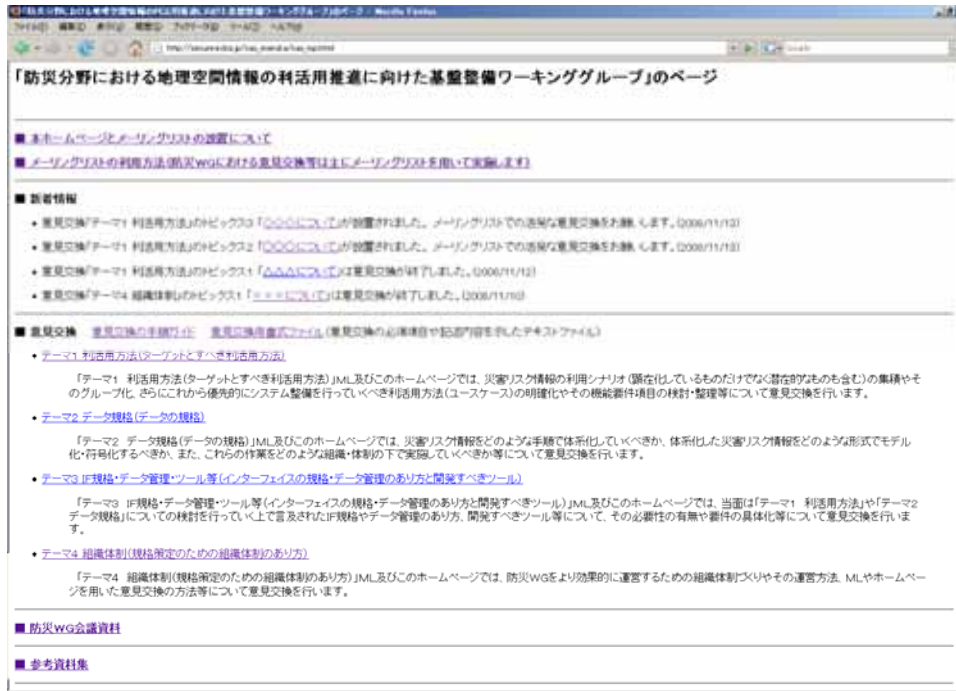 「防災分野における地理空間情報の利活用推進に向けた基盤整備ワーキンググループ」のページ
■ 本ホームページとメーリングリストの設置について
■ メーリングリストの利用方法(防災WGにおける意見交換等は主にメーリングリストを用いて実施します)
■ 新着情報
• 意見交換「テーマ1 利活用方法」のトピックス3「○○○について」が設置されました。メーリングリストでの活発な意見交換をお願いします。(2008/11/13)
• 意見交換「テーマ1 利活用方法」のトピックス2「○○○について」が設置されました。メーリングリストでの活発な意見交換をお願いします。(2008/11/13)
• 意見交換「テーマ1 利活用方法」のトピックス1「△△△について」は意見交換が終了しました。(2008/11/12)
• 意見交換「テーマ4 組織体制」のトピックス1「＝＝＝について」は意見交換が終了しました。(2008/11/10)
■ 意見交換 意見交換の手順ガイド 意見交換用書式ファイル(意見交換の必須項目や記述内容を示したテキストファイル)
• テーマ1 利活用方法(ターゲットとすべき利活用方法)
「テーマ1 利活用方法(ターゲットとすべき利活用方法)」ML及びこのホームページでは、災害リスク情報の利用シナリオ(顕在化しているものだけでなく潜在的なものも含む)の集積やそ
のグループ化、さらにこれから優先的にシステム整備を行っていくべき利活用方法(ユースケース)の明確化やその機能要件項目の検討・整理等について意見交換を行います。
• テーマ2 データ規格(データの規格)
「テーマ2 データ規格(データの規格)」ML及びこのホームページでは、災害リスク情報をどのような手順で体系化していくべきか、体系化した災害リスク情報をどのような形式でモデル
化・符号化するべきか、また、これらの作業をどのような組織・体制の下で実施していくべきか等について意見交換を行います。
• テーマ3 IF規格・データ管理・ツール等(インターフェイスの規格・データ管理のあり方と開発すべきツール)
「テーマ3 IF規格・データ管理・ツール等(インターフェイスの規格・データ管理のあり方と開発すべきツール)」ML及びこのホームページでは、当面は「テーマ1 利活用方法」や「テーマ2
データ規格」についての検討を行っていく上で言及されたIF規格やデータ管理のあり方、開発すべきツール等について、その必要性の有無や要件の具体化等について意見交換を行いま
す。
• テーマ4 組織体制(規格策定のための組織体制のあり方)
「テーマ4 組織体制(規格策定のための組織体制のあり方)」ML及びこのホームページでは、防災WGをより効果的に運営するための組織体制づくりやその運営方法、MLやホームペー
ジを用いた意見交換の方法等について意見交換を行います。
■ 防災WG会議資料
■ 参考資料集